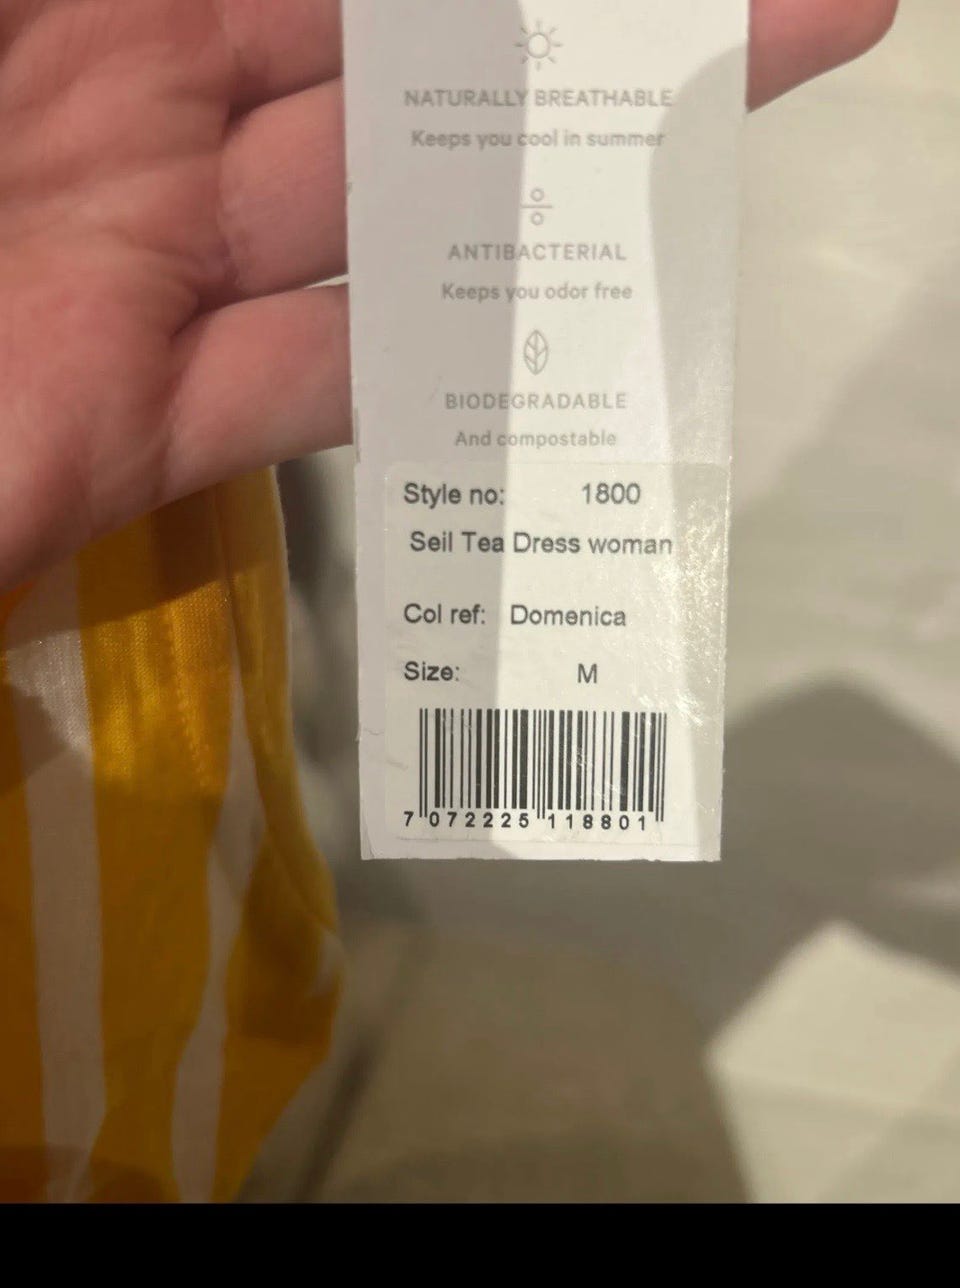 NATURALLY BREATHABLE
Keeps you cool in summer
ANTIBACTERIAL
Keeps you odor free
BIODEGRADABLE
And compostable
Style no: 1800
Seil Tea Dress woman
Col ref: Domenica
Size: M
7 072225 118801